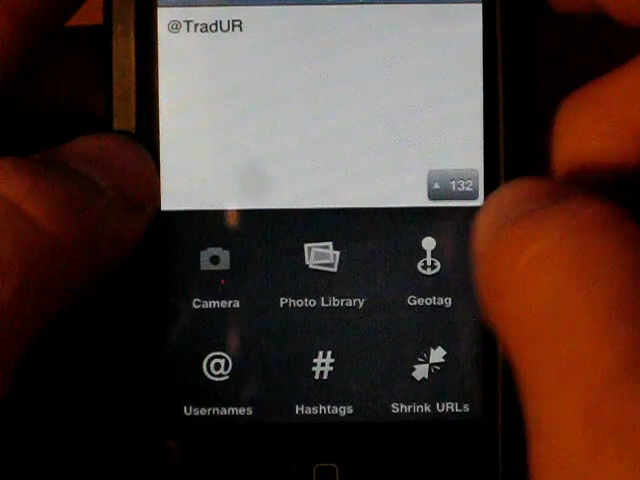 @TradUR
132
Camera Photo Library Geotag
@ #
Usernames Hashtags Shrink URLs